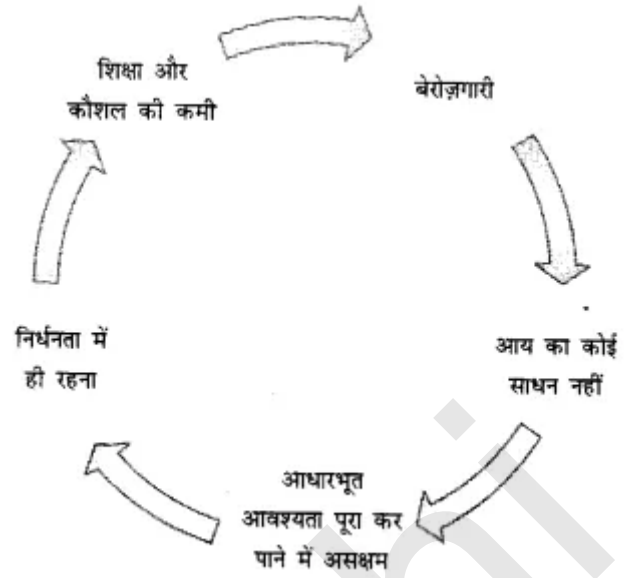 शिक्षा और
कौशल की कमी
बेरोज़गारी
आय का कोई
साधन नहीं
आधारभूत
आवश्यता पूरा कर
पाने में असक्षम
निर्धनता में
ही रहना